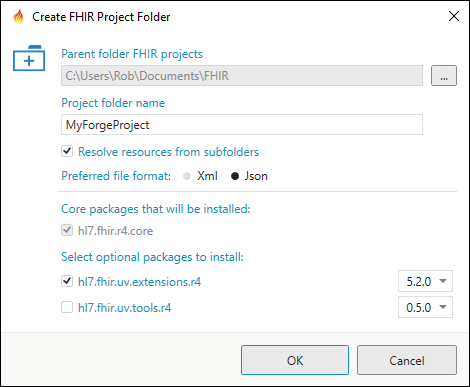 Create FHIR Project Folder
Parent folder FHIR projects
C:\Users\Rob\Documents\FHIR
...
Project folder name
MyForgeProject
Resolve resources from subfolders
Preferred file format: Xml Json
Core packages that will be installed:
hl7.fhir.r4.core
Select optional packages to install:
hl7.fhir.uv.extensions.r4 5.2.0
hl7.fhir.uv.tools.r4 0.5.0
OK Cancel